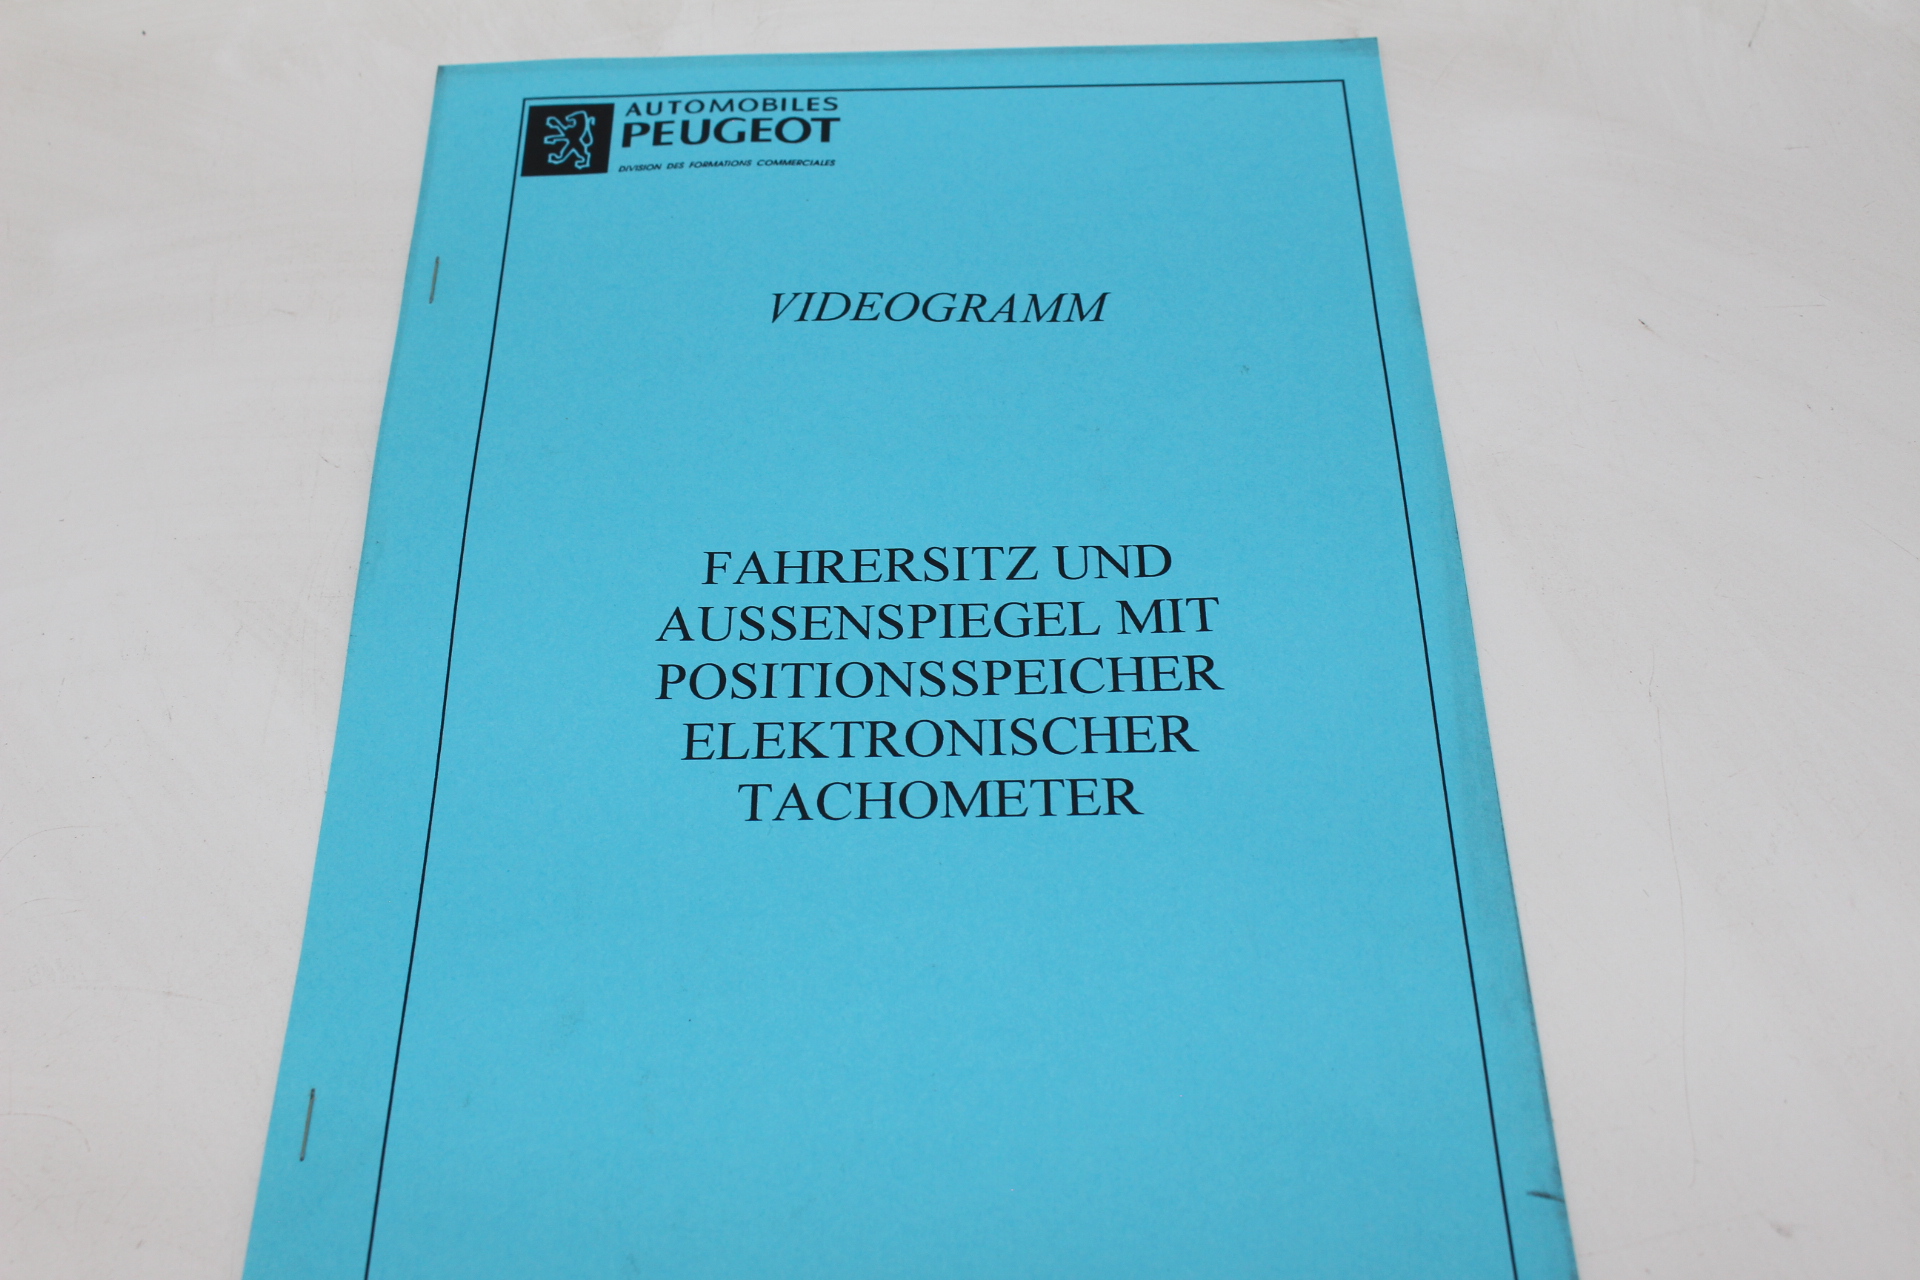 AUTOMOBILES
PEUGEOT
DIVISION DES FORMATIONS COMMERCIALES
VIDEOGRAMM
FAHRERSITZ UND
AUSSENSPIEGEL MIT
POSITIONSSPEICHER
ELEKTRONISCHER
TACHOMETER